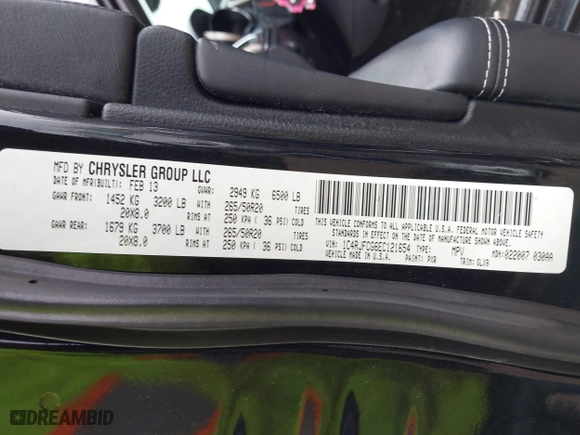 MFD BY CHRYSLER GROUP LLC
DATE OF MFR(BUILT): FEB 13 GVWR: 2949 KG 6500 LB
GAWR FRONT: 1452 KG 3200 LB WITH 265/50R20 TIRES
20X8.0 RIMS AT 250 KPA ( 36 PSI) COLD
GAWR REAR: 1679 KG 3700 LB WITH 265/50R20 TIRES
20X8.0 RIMS AT 250 KPA ( 36 PSI) COLD
THIS VEHICLE CONFORMS TO ALL APPLICABLE U.S.A. FEDERAL MOTOR VEHICLE SAFETY
STANDARDS IN EFFECT ON THE DATE OF MANUFACTURE SHOWN ABOVE.
VIN: 1C4RJFCG6EC121654 TYPE: MPV MDH: 022007 030AA
VEHICLE MADE IN U.S.A. PAINT: PXR TRIM: GLX9
DREAMBID